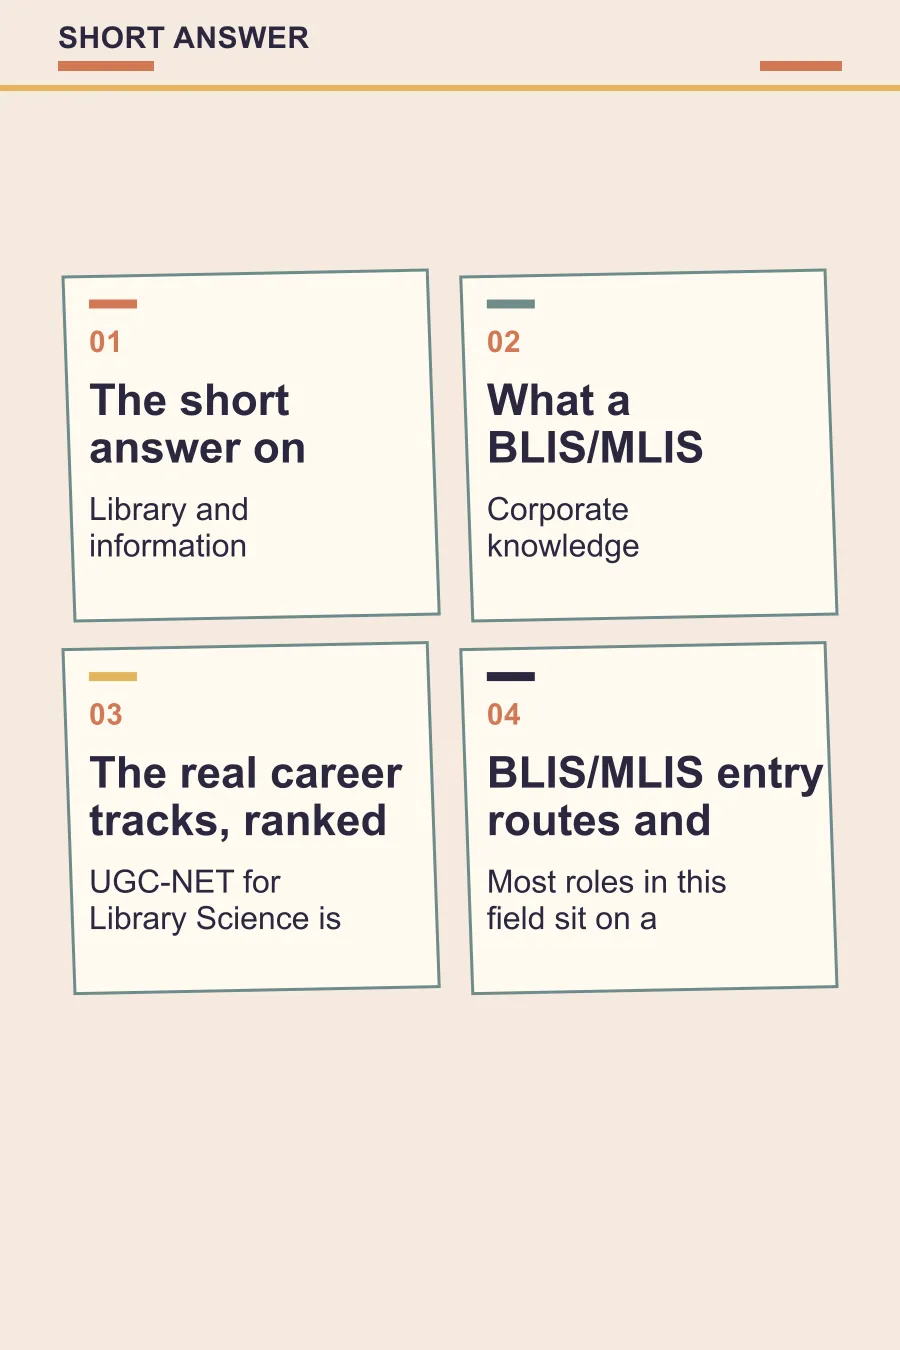 SHORT ANSWER
01
The short
answer on
Library and
information
02
What a
BLIS/MLIS
Corporate
knowledge
03
The real career
tracks, ranked
UGC-NET for
Library Science is
04
BLIS/MLIS entry
routes and
Most roles in this
field sit on a